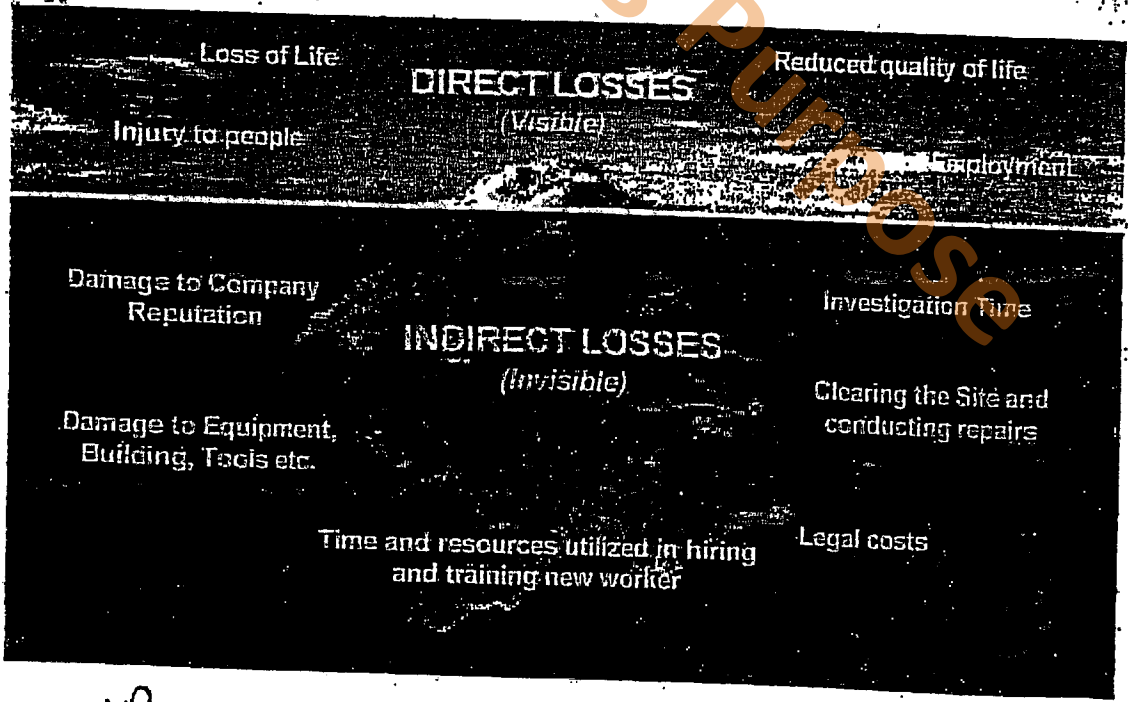 Loss of Life
DIRECT LOSSES
(Visible)
Reduced quality of life
Injury to people
Employment
Damage to Company
Reputation
INDIRECT LOSSES
(Invisible)
Investigation Time
Damage to Equipment,
Building, Tools etc.
Clearing the Site and
conducting repairs
Time and resources utilized in hiring
and training new worker
Legal costs
Purpose